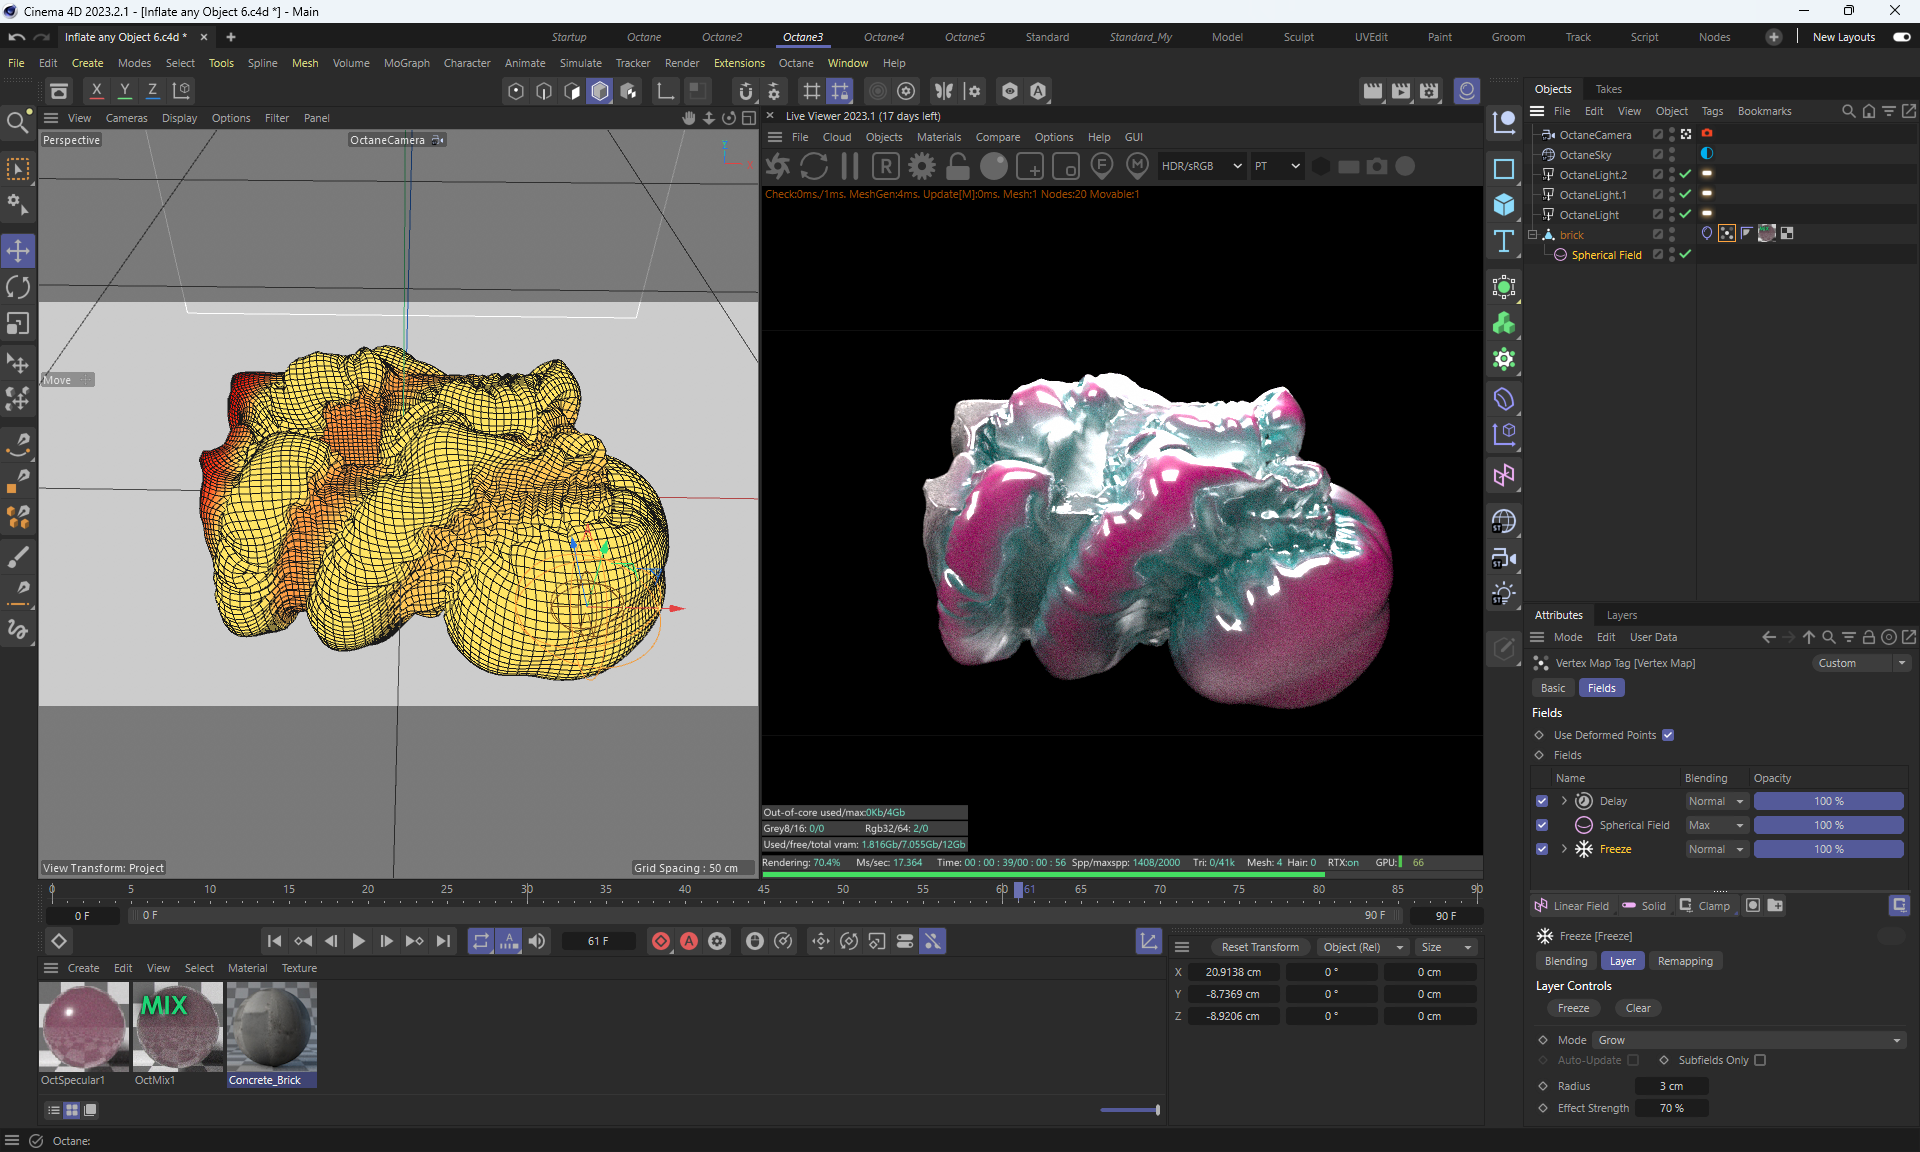 Cinema 4D 2023.2.1 - [Inflate any Object 6.c4d *] - Main
Inflate any Object 6.c4d *
Startup Octane Octane2 Octane3 Octane4 Octane5 Standard Standard_My Model Sculpt UVEdit Paint Groom Track Script Nodes New Layouts
File Edit Create Modes Select Tools Spline Mesh Volume MoGraph Character Animate Simulate Tracker Render Extensions Octane Window Help
X Y Z
Objects Takes
File Edit View Object Tags Bookmarks
View Cameras Display Options Filter Panel
Live Viewer 2023.1 (17 days left)
File Cloud Objects Materials Compare Options Help GUI
Perspective
OctaneCamera
HDR/sRGB PT
Check:0ms./1ms. MeshGen:4ms. Update[M]:0ms. Mesh:1 Nodes:20 Movable:1
OctaneCamera
OctaneSky
OctaneLight.2
OctaneLight.1
OctaneLight
brick
Spherical Field
Move
Out-of-core used/max:0Kb/4Gb
Grey8/16: 0/0 Rgb32/64: 2/0
Used/free/total vram: 1.816Gb/7.055Gb/12Gb
Rendering: 70.4% Ms/sec: 17.364 Time: 00 : 00 : 39/00 : 00 : 56 Spp/maxspp: 1408/2000 Tri: 0/41k Mesh: 4 Hair: 0 RTX:on GPU: 66
View Transform: Project
Grid Spacing : 50 cm
0 5 10 15 20 25 30 35 40 45 50 55 60 61 65 70 75 80 85 90
0 F 0 F 90 F 90 F
61 F
Create Edit View Select Material Texture
MIX
OctSpecular1 OctMix1 Concrete_Brick
Reset Transform Object (Rel) Size
X 20.9138 cm 0 ° 0 cm
Y -8.7369 cm 0 ° 0 cm
Z -8.9206 cm 0 ° 0 cm
Attributes Layers
Mode Edit User Data
Vertex Map Tag [Vertex Map] Custom
Basic Fields
Fields
Use Deformed Points
Fields
Name Blending Opacity
Delay Normal 100 %
Spherical Field Max 100 %
Freeze Normal 100 %
Linear Field Solid Clamp
Freeze [Freeze]
Blending Layer Remapping
Layer Controls
Freeze Clear
Mode Grow
Auto-Update Subfields Only
Radius 3 cm
Effect Strength 70 %
Octane: